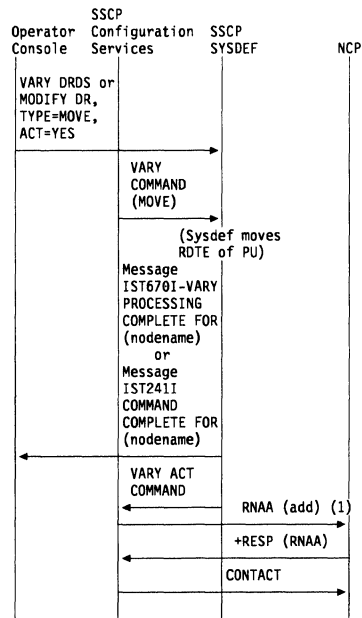 SSCP
Operator Configuration SSCP
Console Services SYSDEF NCP
VARY DRDS or
MODIFY DR,
TYPE=MOVE,
ACT=YES
VARY
COMMAND
(MOVE)
(Sysdef moves
RDTE of PU)
Message
IST670I-VARY
PROCESSING
COMPLETE FOR
(nodename)
or
Message
IST241I
COMMAND
COMPLETE FOR
(nodename)
VARY ACT
COMMAND
RNAA (add) (1)
+RESP (RNAA)
CONTACT